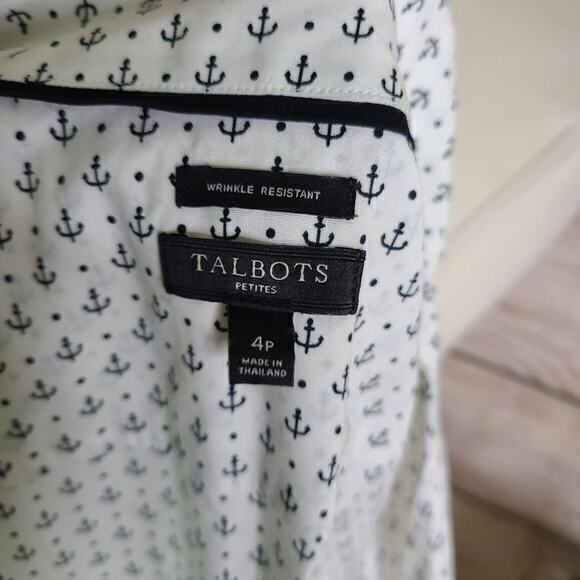 WRINKLE RESISTANT
TALBOTS
PETITES
4P
MADE IN
THAILAND